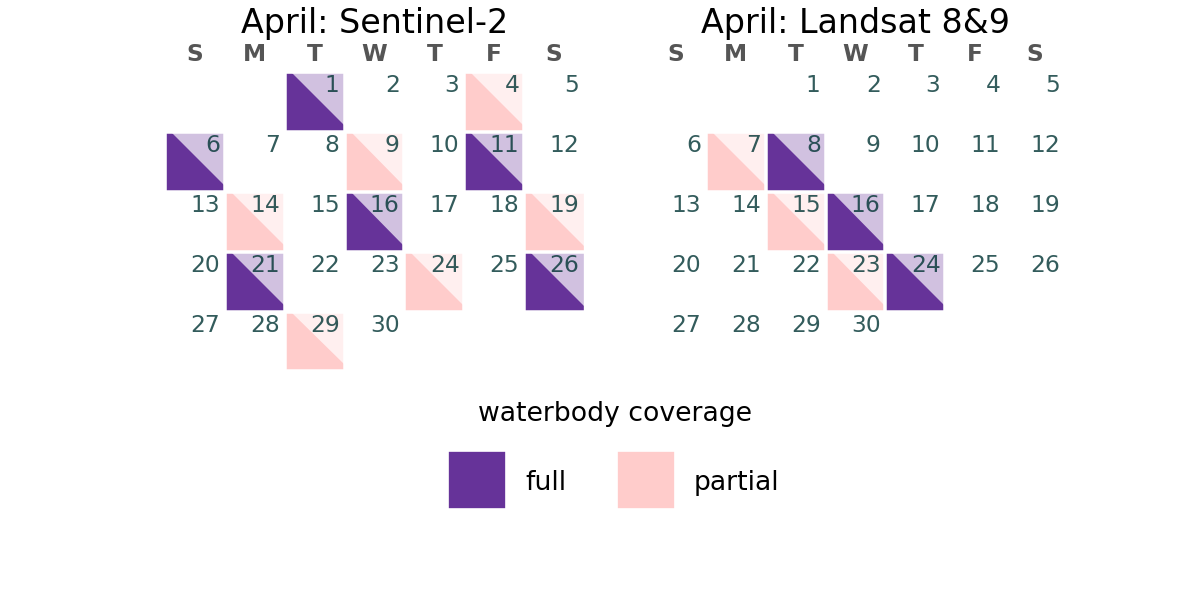 April: Sentinel-2
S M T W T F S
1 2 3 4 5
6 7 8 9 10 11 12
13 14 15 16 17 18 19
20 21 22 23 24 25 26
27 28 29 30
April: Landsat 8&9
S M T W T F S
1 2 3 4 5
6 7 8 9 10 11 12
13 14 15 16 17 18 19
20 21 22 23 24 25 26
27 28 29 30
waterbody coverage
full partial